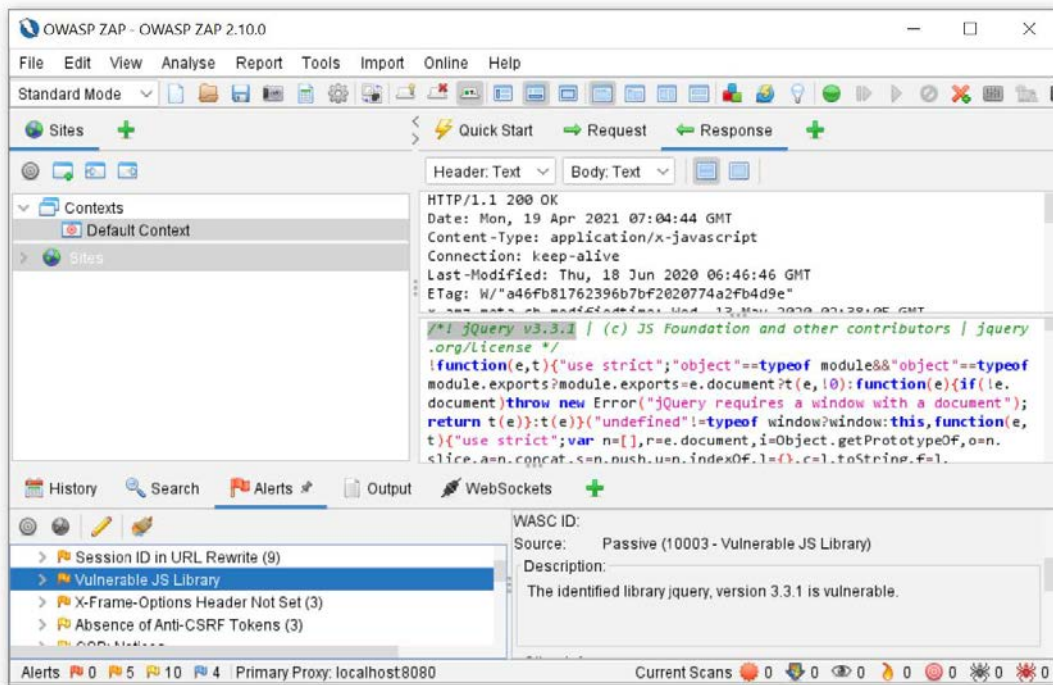 OWASP ZAP - OWASP ZAP 2.10.0
File Edit View Analyse Report Tools Import Online Help
Standard Mode
Sites
Quick Start Request Response
Header: Text Body: Text
Contexts
Default Context
Sites
HTTP/1.1 200 OK
Date: Mon, 19 Apr 2021 07:04:44 GMT
Content-Type: application/x-javascript
Connection: keep-alive
Last-Modified: Thu, 18 Jun 2020 06:46:46 GMT
ETag: W/"a46fb81762396b7bf2020774a2fb4d9e"
/*! jQuery v3.3.1 | (c) JS Foundation and other contributors | jquery
.org/license */
!function(e,t){"use strict";"object"==typeof module&&"object"==typeof
module.exports?module.exports=e.document?t(e,!0):function(e){if(!e.
document)throw new Error("jQuery requires a window with a document");
return t(e)}:t(e)}("undefined"!=typeof window?window:this,function(e,
t){"use strict";var n=[],r=e.document,i=Object.getPrototypeOf,o=n.
slice,a=n.concat,s=n.push,u=n.indexOf,l={},c=l.toString,f=l.
History Search Alerts Output WebSockets
Session ID in URL Rewrite (9)
Vulnerable JS Library
X-Frame-Options Header Not Set (3)
Absence of Anti-CSRF Tokens (3)
WASC ID:
Source: Passive (10003 - Vulnerable JS Library)
Description:
The identified library jquery, version 3.3.1 is vulnerable.
Alerts 0 5 10 4 Primary Proxy: localhost:8080 Current Scans 0 0 0 0 0 0 0